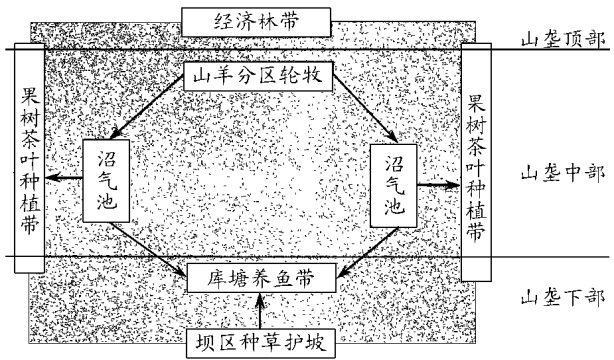 经济林带
山垄顶部
山羊分区轮牧
果树茶叶种植带
沼气池
沼气池
果树茶叶种植带
山垄中部
库塘养鱼带
山垄下部
坝区种草护坡